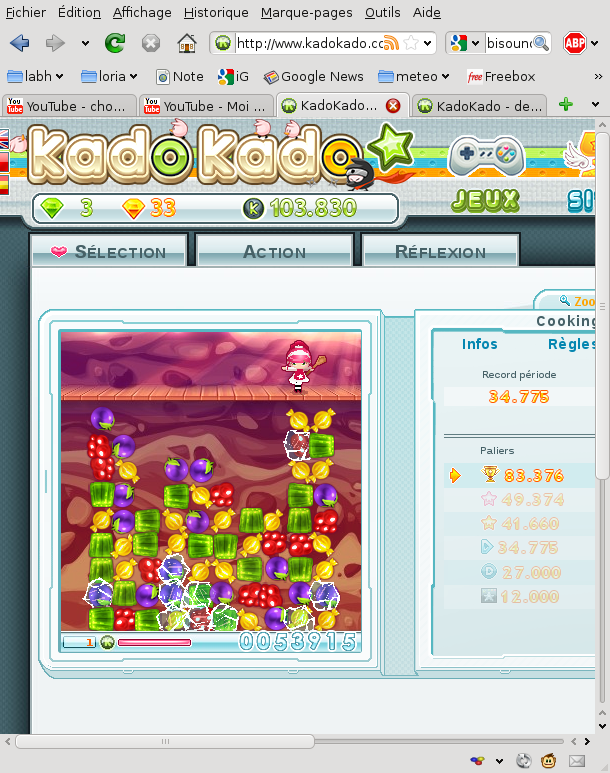 Fichier Édition Affichage Historique Marque-pages Outils Aide
http://www.kadokado.co
bisoun
ABP
labh loria Note iG Google News meteo free Freebox »
YouTube - cho... YouTube - Moi ... KadoKado... KadoKado - de...
KadoKado
JEUX
3 33 K 103.830
SÉLECTION ACTION RÉFLEXION
Zoo
Cooking
Infos Règles
Record période
34.775
Paliers
83.376
49.374
41.660
34.775
27.000
12.000
1 0053915